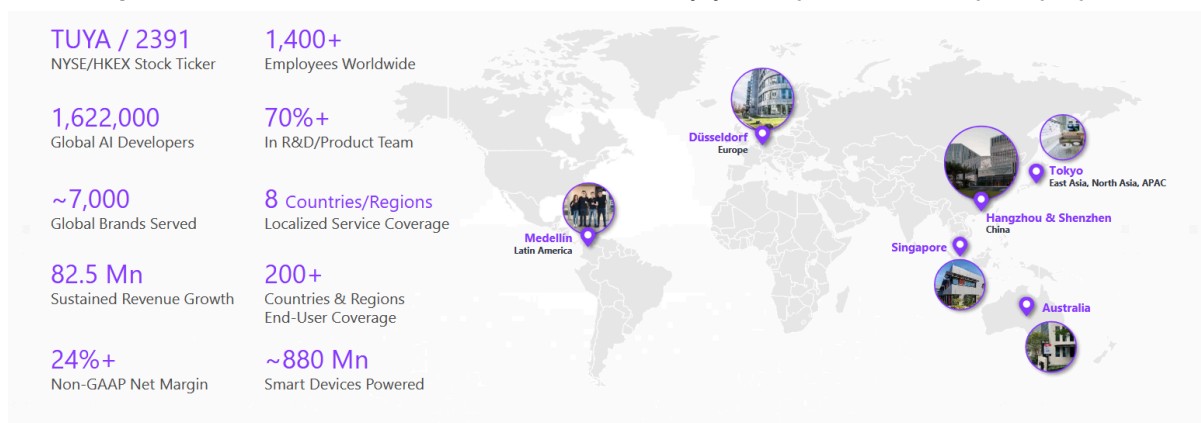 TUYA / 2391
NYSE/HKEX Stock Ticker
1,400+
Employees Worldwide
1,622,000
Global AI Developers
70%+
In R&D/Product Team
~7,000
Global Brands Served
8 Countries/Regions
Localized Service Coverage
82.5 Mn
Sustained Revenue Growth
200+
Countries & Regions
End-User Coverage
24%+
Non-GAAP Net Margin
~880 Mn
Smart Devices Powered
Düsseldorf
Europe
Tokyo
East Asia, North Asia, APAC
Hangzhou & Shenzhen
China
Medellín
Latin America
Singapore
Australia